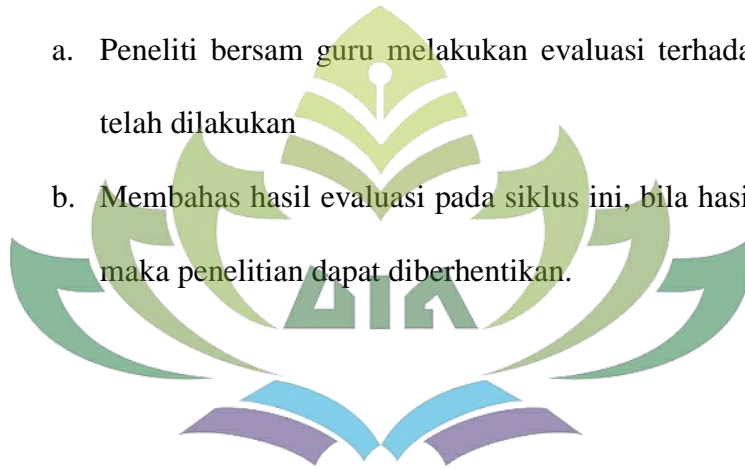 a. Peneliti bersam guru melakukan evaluasi terhada
telah dilakukan
b. Membahas hasil evaluasi pada siklus ini, bila hasi
maka penelitian dapat diberhentikan.